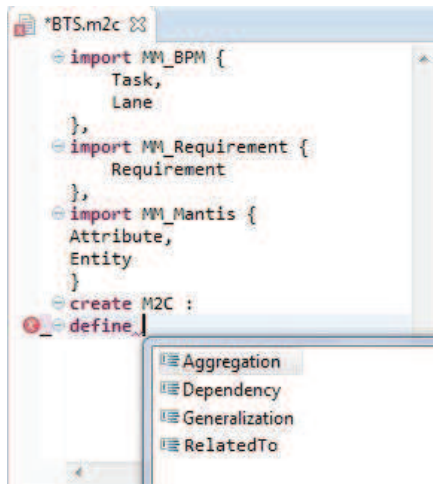 *BTS.m2c
import MM_BPM {
Task,
Lane
},
import MM_Requirement {
Requirement
},
import MM_Mantis {
Attribute,
Entity
}
create M2C :
define
Aggregation
Dependency
Generalization
RelatedTo